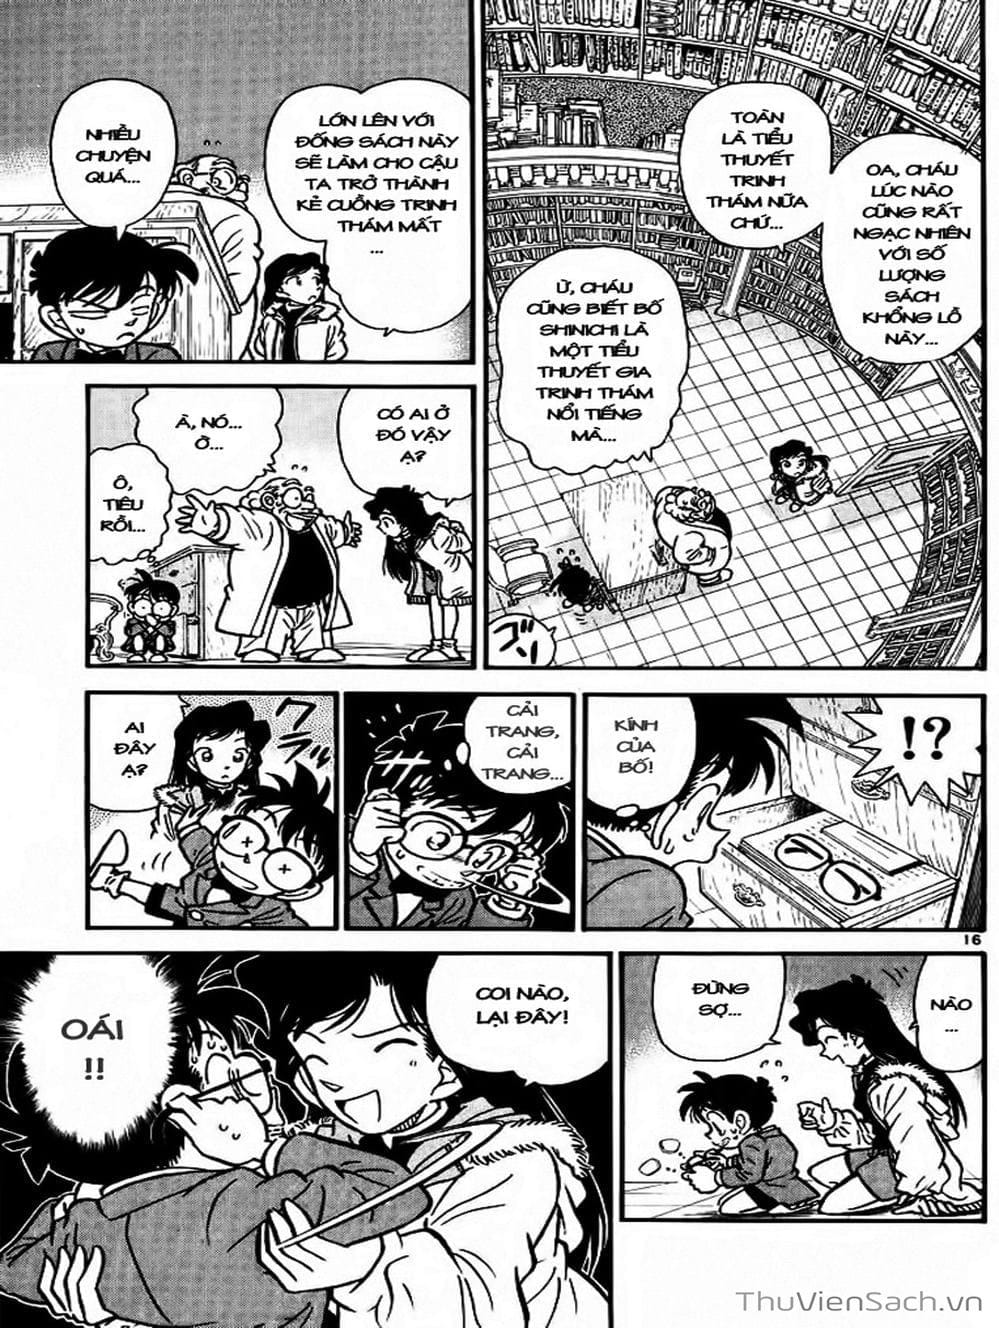 OA, CHÁU
LÚC NÀO
CŨNG RẤT
NGẠC NHIÊN
VỚI SỐ
LƯỢNG
SÁCH
KHỔNG LỒ
NÀY...
TOÀN
LÀ TIỂU
THUYẾT
TRINH
THÁM NỮA
CHỨ...
Ừ, CHÁU
CŨNG BIẾT BỐ
SHINICHI LÀ
MỘT TIỂU
THUYẾT GIA
TRINH THÁM
NỔI TIẾNG
MÀ...
LỚN LÊN VỚI
ĐỐNG SÁCH NÀY
SẼ LÀM CHO CẬU
TA TRỞ THÀNH
KẺ CUỒNG TRINH
THÁM MẤT
...
NHIỀU
CHUYỆN
QUÁ...
CÓ AI Ở
ĐÓ VẬY
Ạ?
À, NÓ...
Ờ...
Ô,
TIÊU
RỒI...
!?
KÍNH
CỦA
BỐ!
CẢI
TRANG,
CẢI
TRANG...
AI
ĐÂY
Ạ?
16
NÀO
...
ĐỪNG
SỢ...
COI NÀO,
LẠI ĐÂY!
OÁI
!!
ThuVienSach.vn